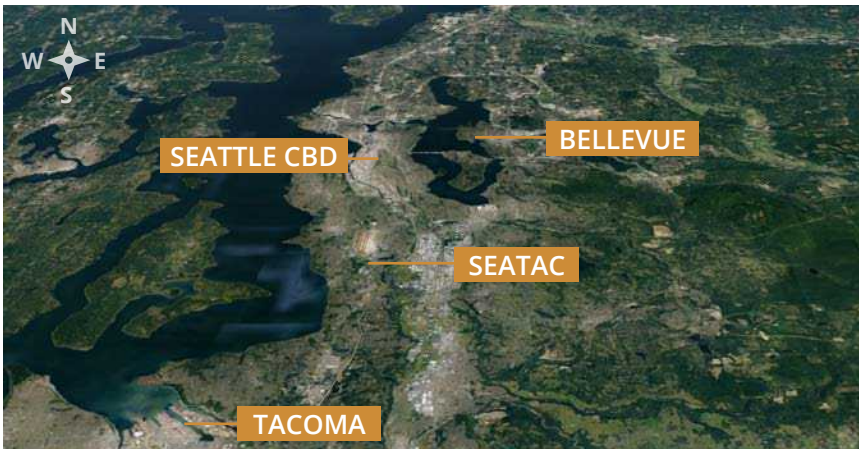 N
W E
S
SEATTLE CBD
BELLEVUE
SEATAC
TACOMA